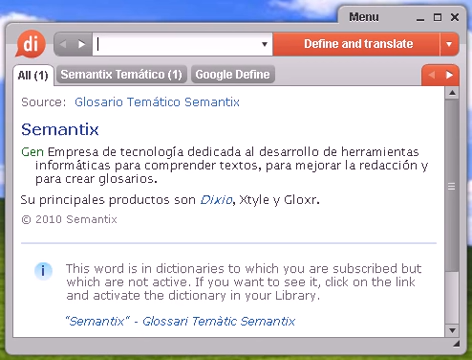 Menu
di
Define and translate
All (1)
Semantix Temático (1)
Google Define
Source: Glosario Temático Semantix
Semantix
Gen Empresa de tecnología dedicada al desarrollo de herramientas
informáticas para comprender textos, para mejorar la redacción y
para crear glosarios.
Su principales productos son Dixio, Xtyle y Gloxr.
© 2010 Semantix
i
This word is in dictionaries to which you are subscribed but
which are not active. If you want to see it, click on the link
and activate the dictionary in your Library.
"Semantix" - Glossari Temàtic Semantix